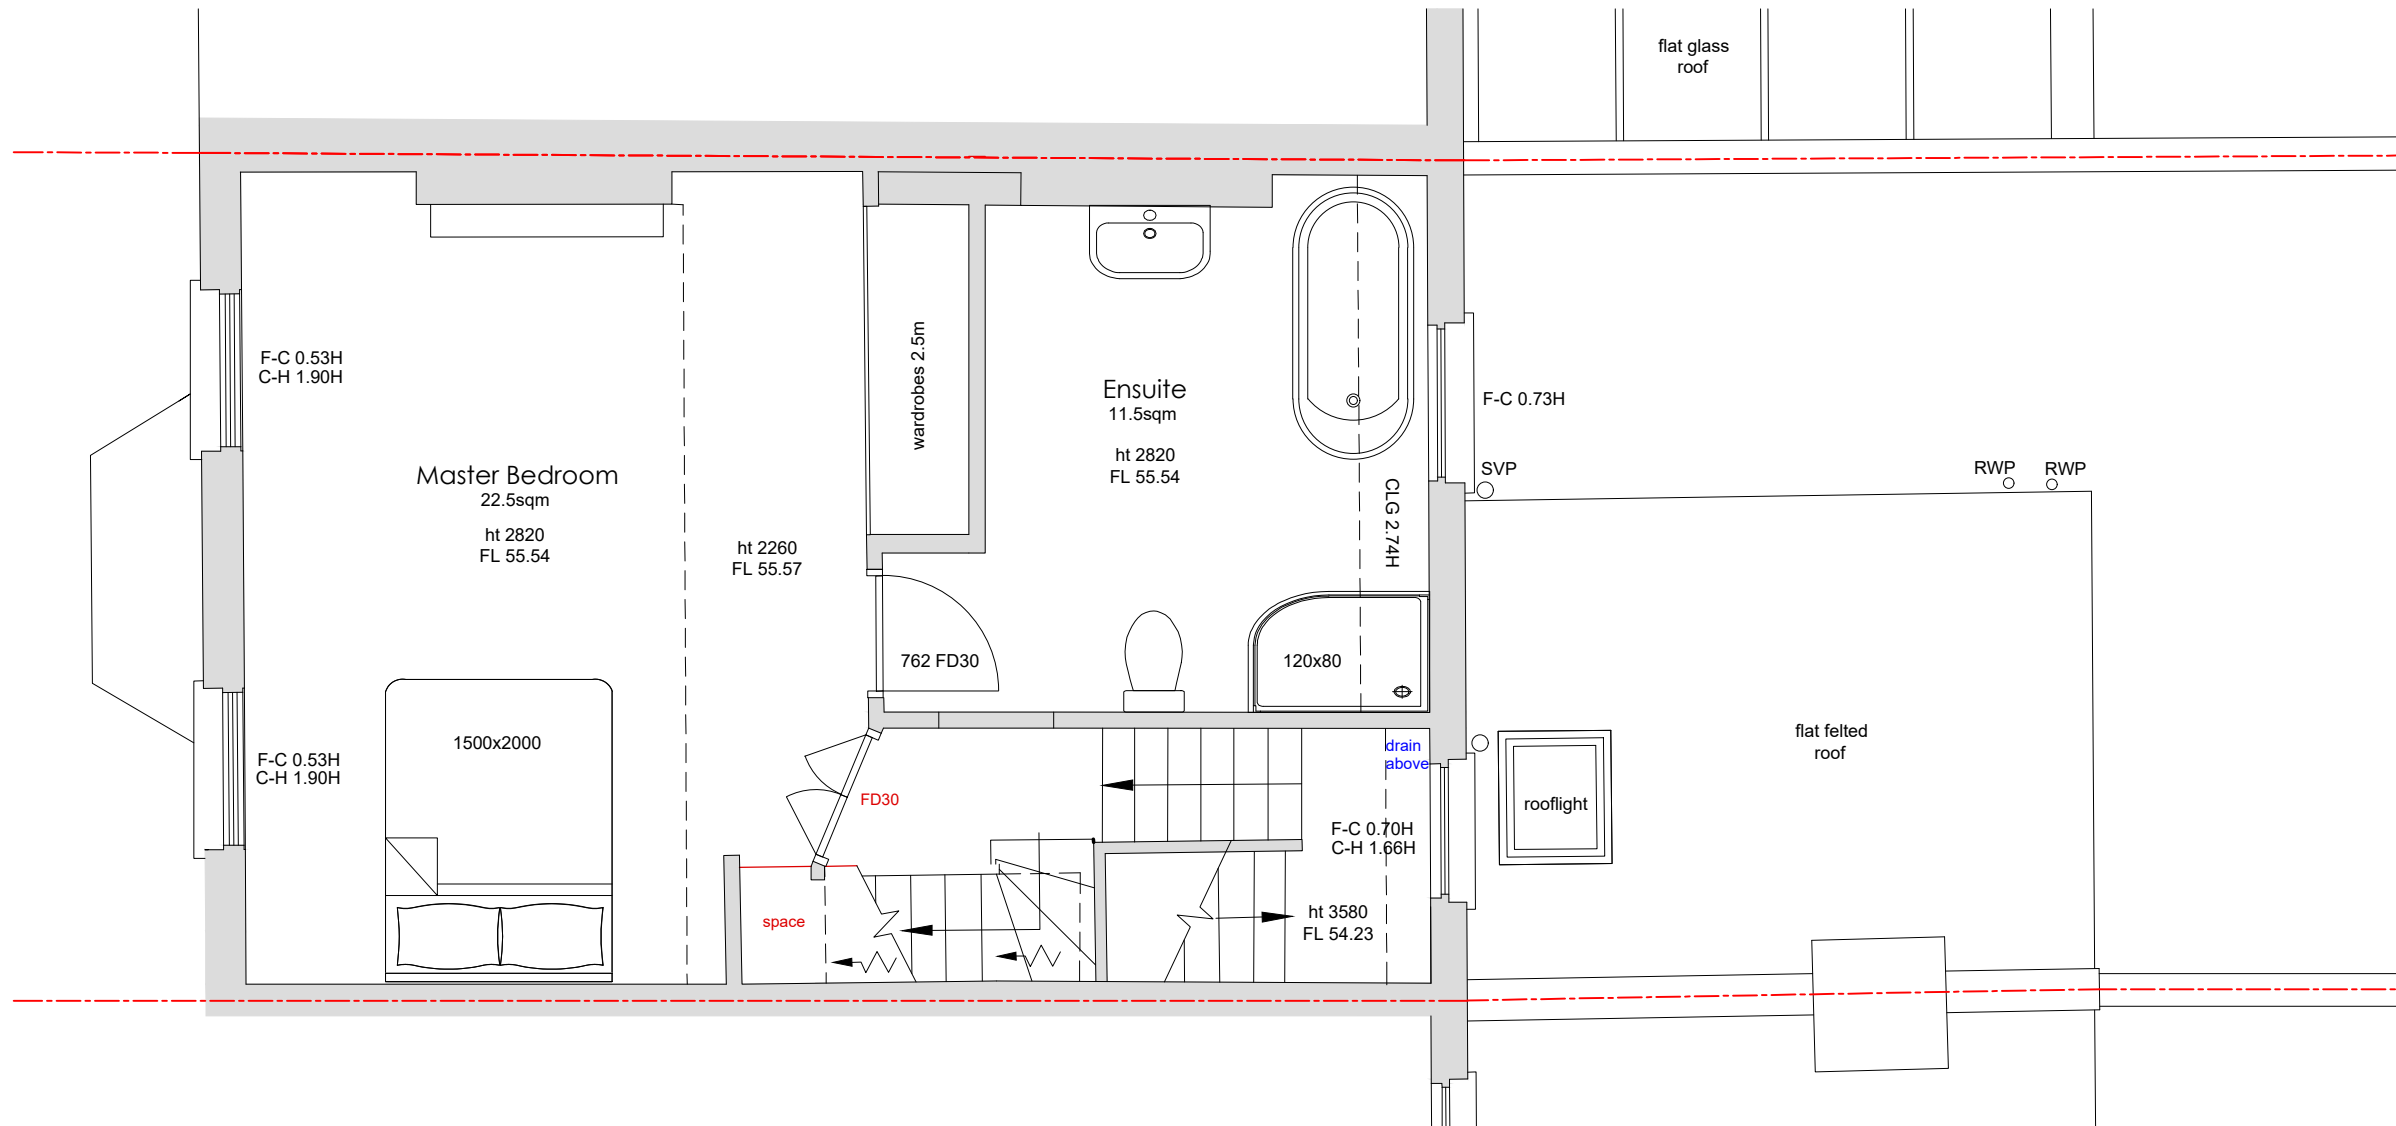 flat glass
roof
F-C 0.53H
C-H 1.90H
wardrobes 2.5m
Ensuite
11.5sqm
ht 2820
FL 55.54
F-C 0.73H
Master Bedroom
22.5sqm
ht 2820
FL 55.54
ht 2260
FL 55.57
CLG 2.74H
SVP
RWP
RWP
762 FD30
120x80
1500x2000
F-C 0.53H
C-H 1.90H
FD30
drain
above
flat felted
roof
rooflight
F-C 0.70H
C-H 1.66H
space
ht 3580
FL 54.23